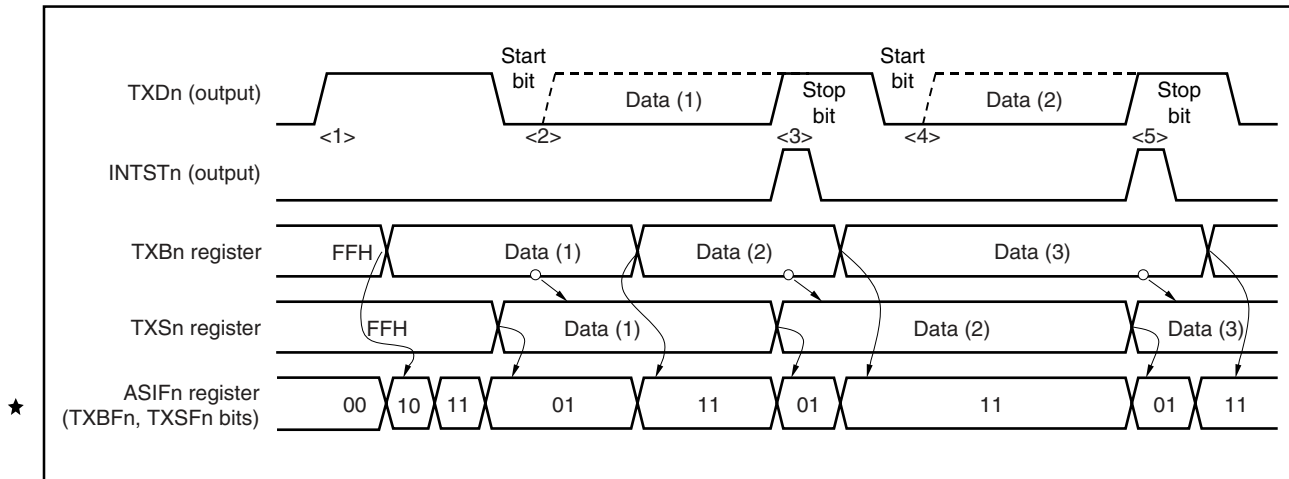 Start
bit
Start
bit
TXDn (output)
Data (1)
Stop
bit
Data (2)
Stop
bit
<1>
<2>
<3>
<4>
<5>
INTSTn (output)
TXBn register
FFH
Data (1)
Data (2)
Data (3)
TXSn register
FFH
Data (1)
Data (2)
Data (3)
★
ASIFn register
(TXBFn, TXSFn bits)
00
10
11
01
11
01
11
01
11